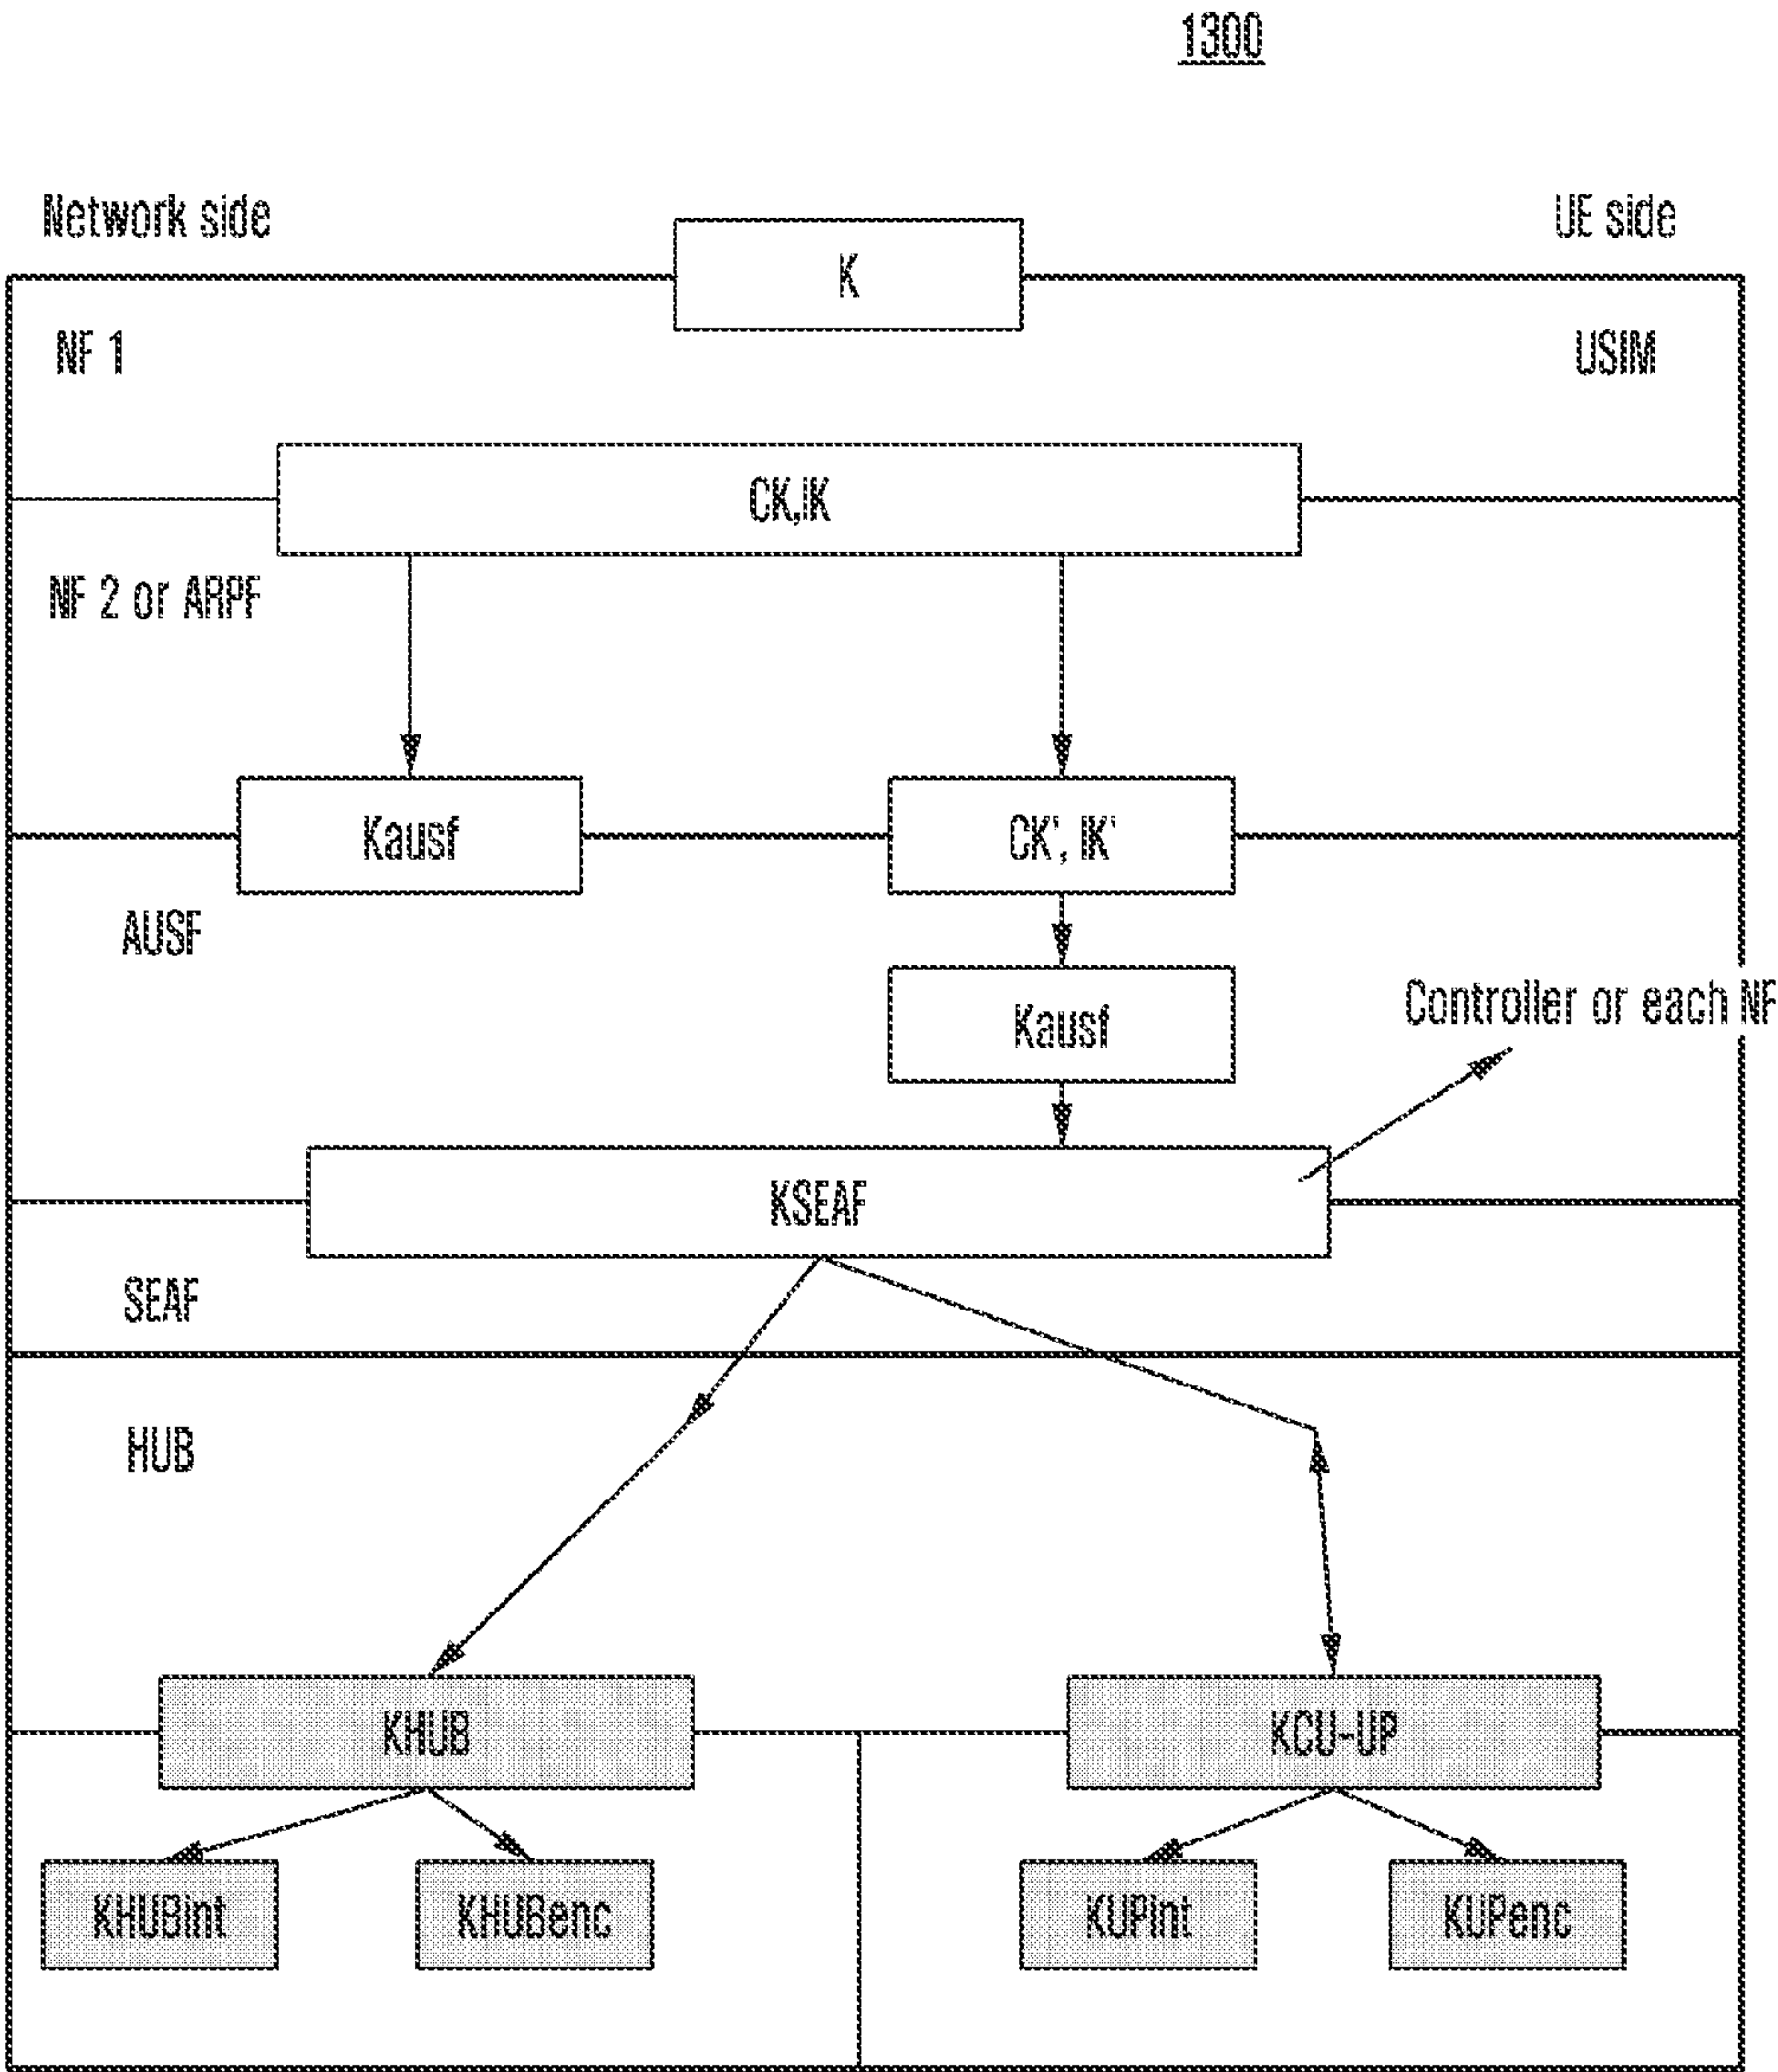 1300
Network side
UE side
K
NF 1
USIM
CK,IK
NF 2 or ARPF
Kausf
CK', IK'
AUSF
Kausf
Controller or each NF
KSEAF
SEAF
HUB
KHUB
KCU-UP
KHUBint
KHUBenc
KUPint
KUPenc